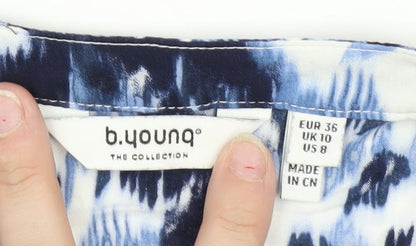 b.young®
THE COLLECTION
EUR 36
UK 10
US 8
MADE
IN CN